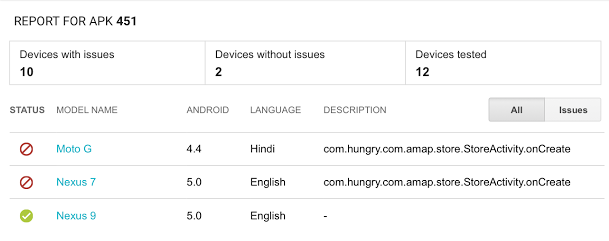 REPORT FOR APK 451
Devices with issues Devices without issues Devices tested
10 2 12
STATUS MODEL NAME ANDROID LANGUAGE DESCRIPTION All Issues
Moto G 4.4 Hindi com.hungry.com.amap.store.StoreActivity.onCreate
Nexus 7 5.0 English com.hungry.com.amap.store.StoreActivity.onCreate
Nexus 9 5.0 English -